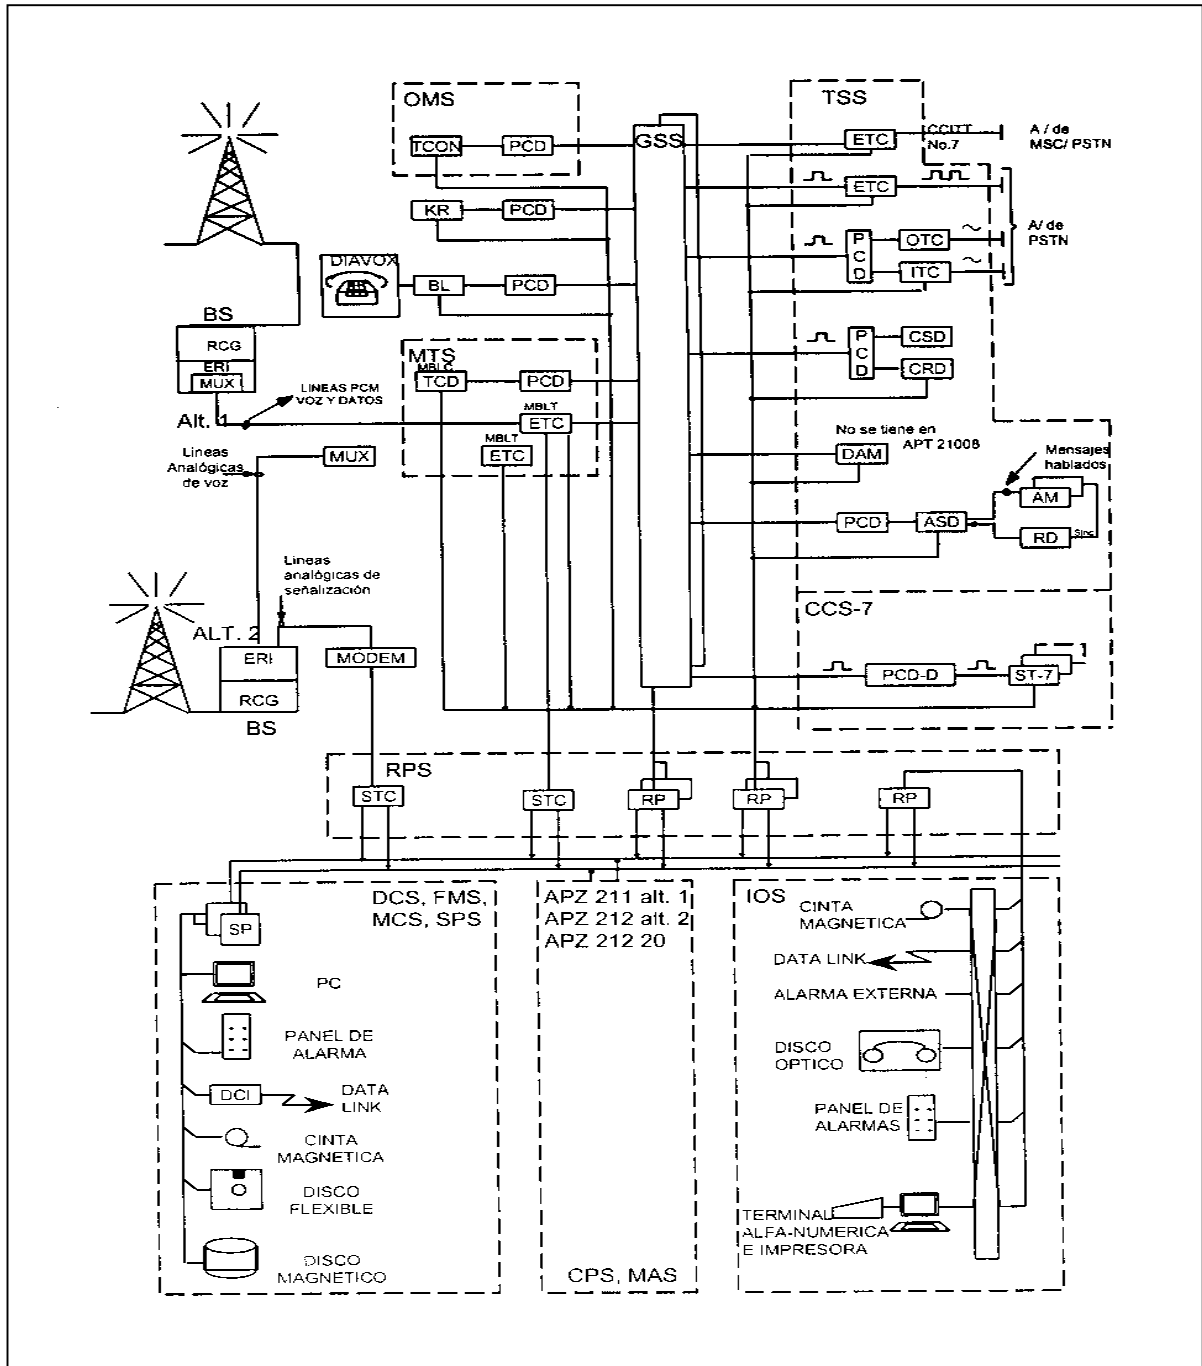 OMS
TCON
PCD
KR
PCD
DIAVOX
BL
PCD
GSS
TSS
ETC
CCITT
No.7
A / de
MSC/ PSTN
ETC
P
C
D
OTC
ITC
A/ de
PSTN
P
C
D
CSD
CRD
BS
RCG
ERI
MUX
LINEAS PCM
VOZ Y DATOS
Alt. 1
MTS
MBLC
TCD
PCD
MBLT
ETC
MBLT
ETC
Lineas
Analógicas
de voz
MUX
No se tiene en
APT 21008
DAM
Mensajes
hablados
PCD
ASD
AM
RD
Sinc
Lineas
analógicas de
señalización
ALT. 2
ERI
RCG
BS
MODEM
CCS-7
PCD-D
ST-7
RPS
STC
STC
RP
RP
RP
DCS, FMS,
MCS, SPS
SP
PC
PANEL DE
ALARMA
DCI
DATA
LINK
CINTA
MAGNETICA
DISCO
FLEXIBLE
DISCO
MAGNETICO
APZ 211 alt. 1
APZ 212 alt. 2
APZ 212 20
CPS, MAS
IOS
CINTA
MAGNETICA
DATA LINK
ALARMA EXTERNA
DISCO
OPTICO
PANEL DE
ALARMAS
TERMINAL
ALFA-NUMERICA
E IMPRESORA